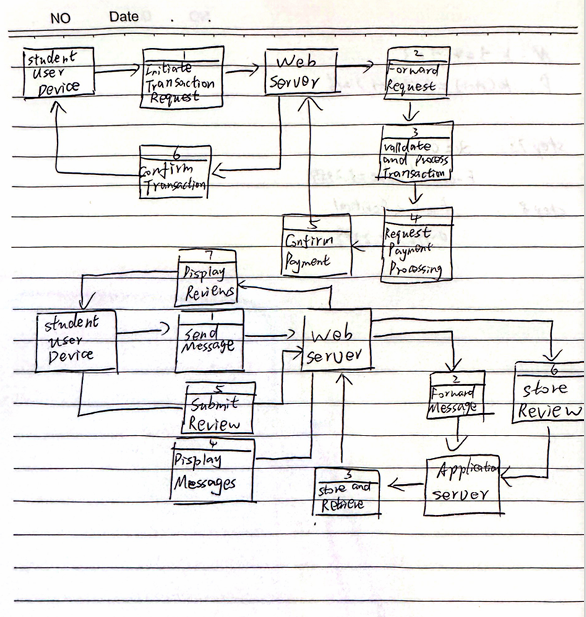 NO Date . .
student
User
Device
1
Initiate
Transaction
Request
Web
Server
2
Forward
Request
3
validate
and process
Transaction
6
Confirm
Transaction
5
Confirm
Payment
4
Request
Payment
Processing
7
Display
Reviews
student
User
Device
1
Send
Message
Web
server
6
store
Review
2
Forward
Message
5
Submit
Review
4
Display
Messages
3
store and
Retrieve
Application
server